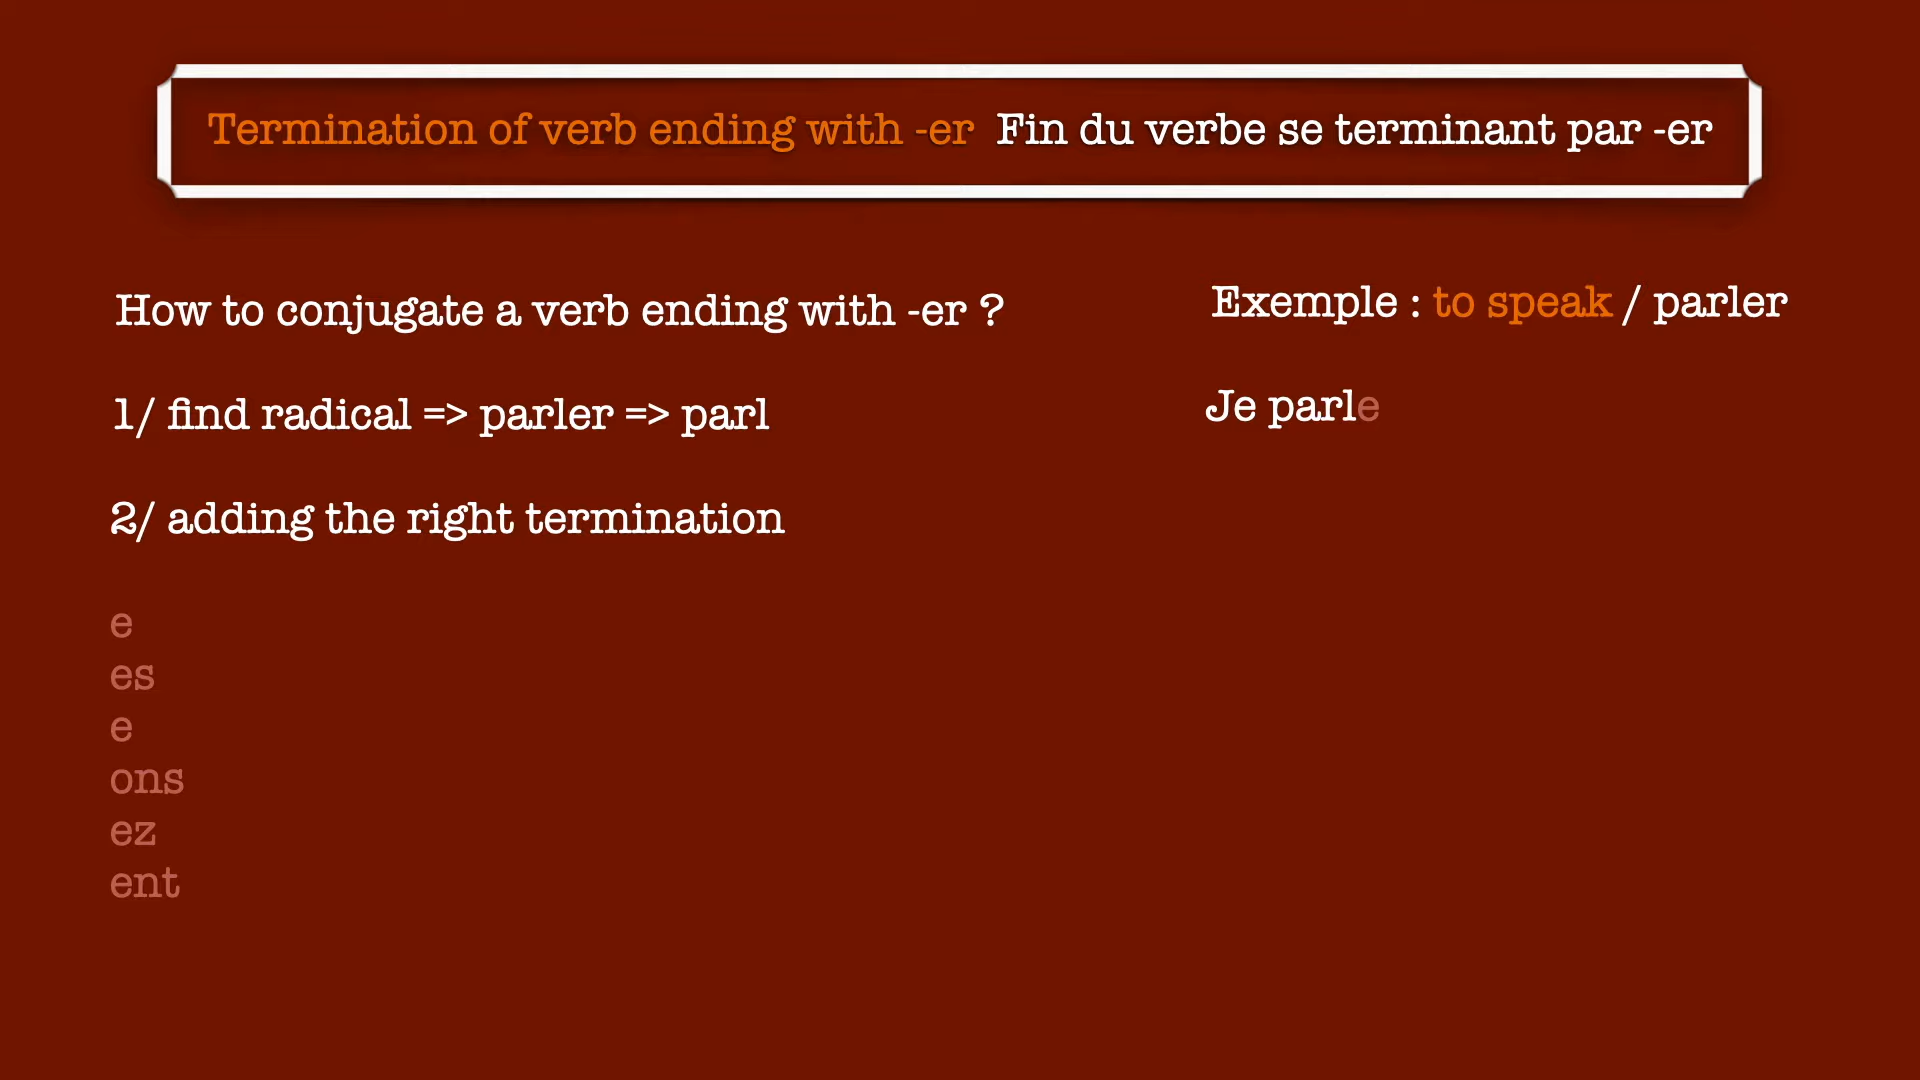 Termination of verb ending with -er Fin du verbe se terminant par -er
How to conjugate a verb ending with -er ?
1/ find radical => parler => parl
2/ adding the right termination
e
es
e
ons
ez
ent
Exemple : to speak / parler
Je parle